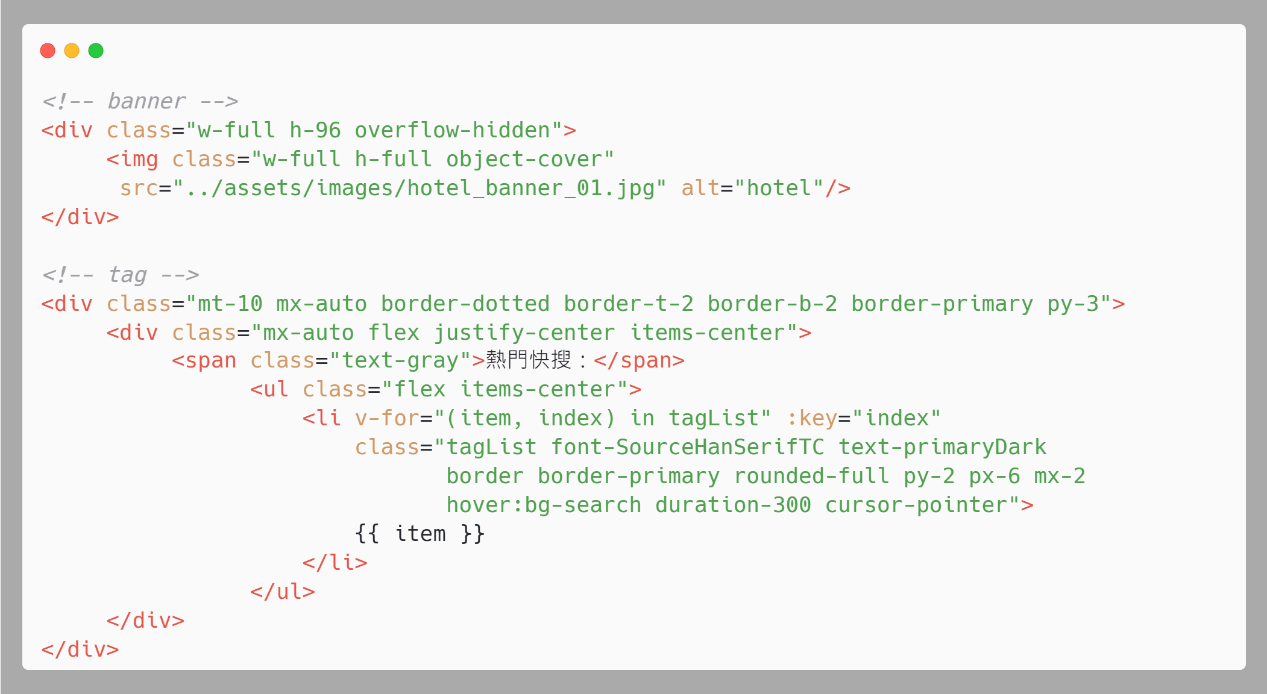 <!-- banner -->
<div class="w-full h-96 overflow-hidden">
<img class="w-full h-full object-cover"
src="../assets/images/hotel_banner_01.jpg" alt="hotel"/>
</div>
<!-- tag -->
<div class="mt-10 mx-auto border-dotted border-t-2 border-b-2 border-primary py-3">
<div class="mx-auto flex justify-center items-center">
<span class="text-gray">熱門快搜：</span>
<ul class="flex items-center">
<li v-for="(item, index) in tagList" :key="index"
class="tagList font-SourceHanSerifTC text-primaryDark
border border-primary rounded-full py-2 px-6 mx-2
hover:bg-search duration-300 cursor-pointer">
{{ item }}
</li>
</ul>
</div>
</div>